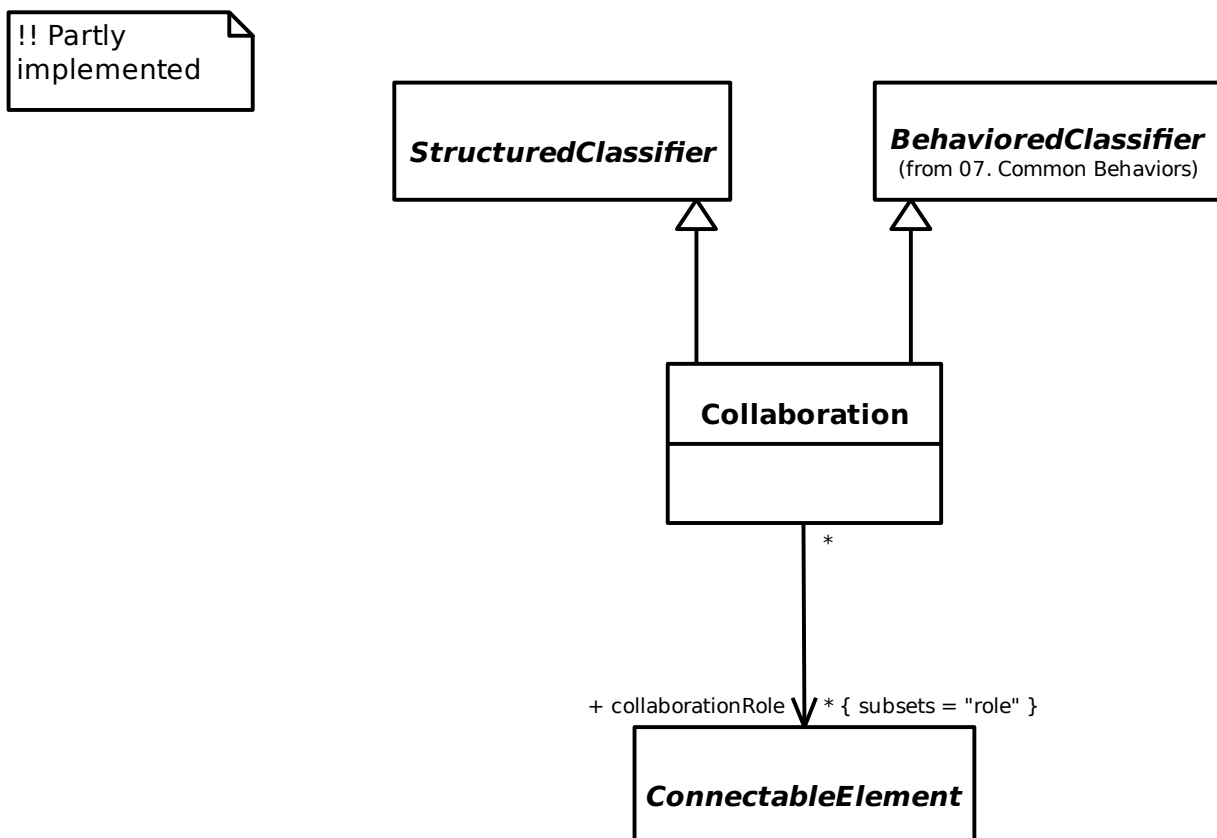 !! Partly
implemented
StructuredClassifier
BehavioredClassifier
(from 07. Common Behaviors)
Collaboration
*
+ collaborationRole
* { subsets = "role" }
ConnectableElement